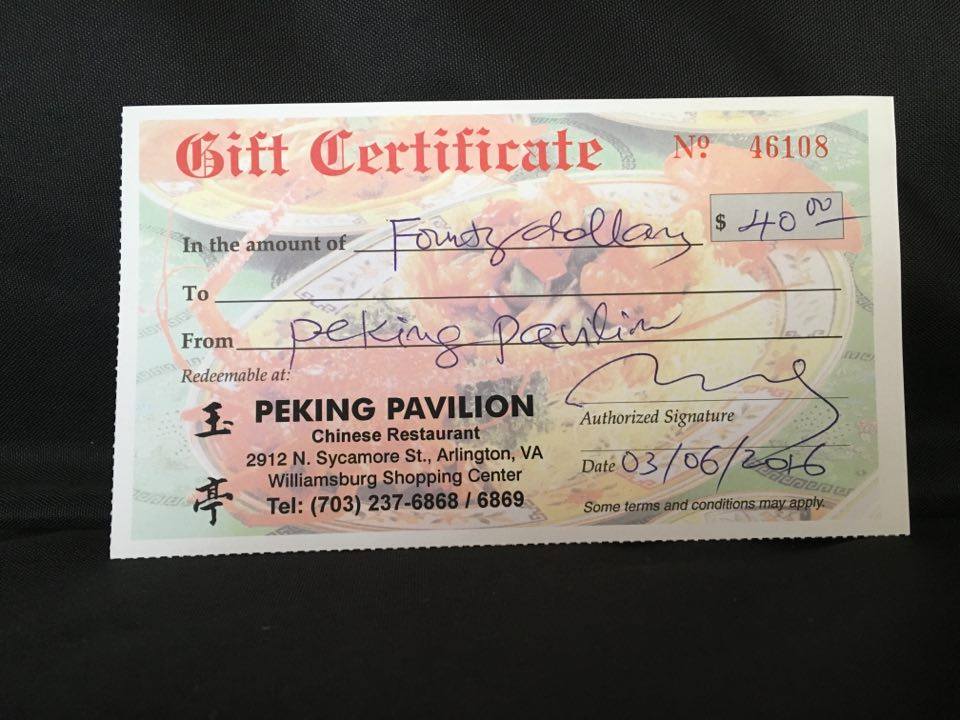 Gift Certificate Nº 46108
In the amount of Fourty dollars $ 40 00
To
From Peking Pavilion
Redeemable at:
玉亭
PEKING PAVILION
Chinese Restaurant
2912 N. Sycamore St., Arlington, VA
Williamsburg Shopping Center
Tel: (703) 237-6868 / 6869
Authorized Signature
Date 03/06/2016
Some terms and conditions may apply.